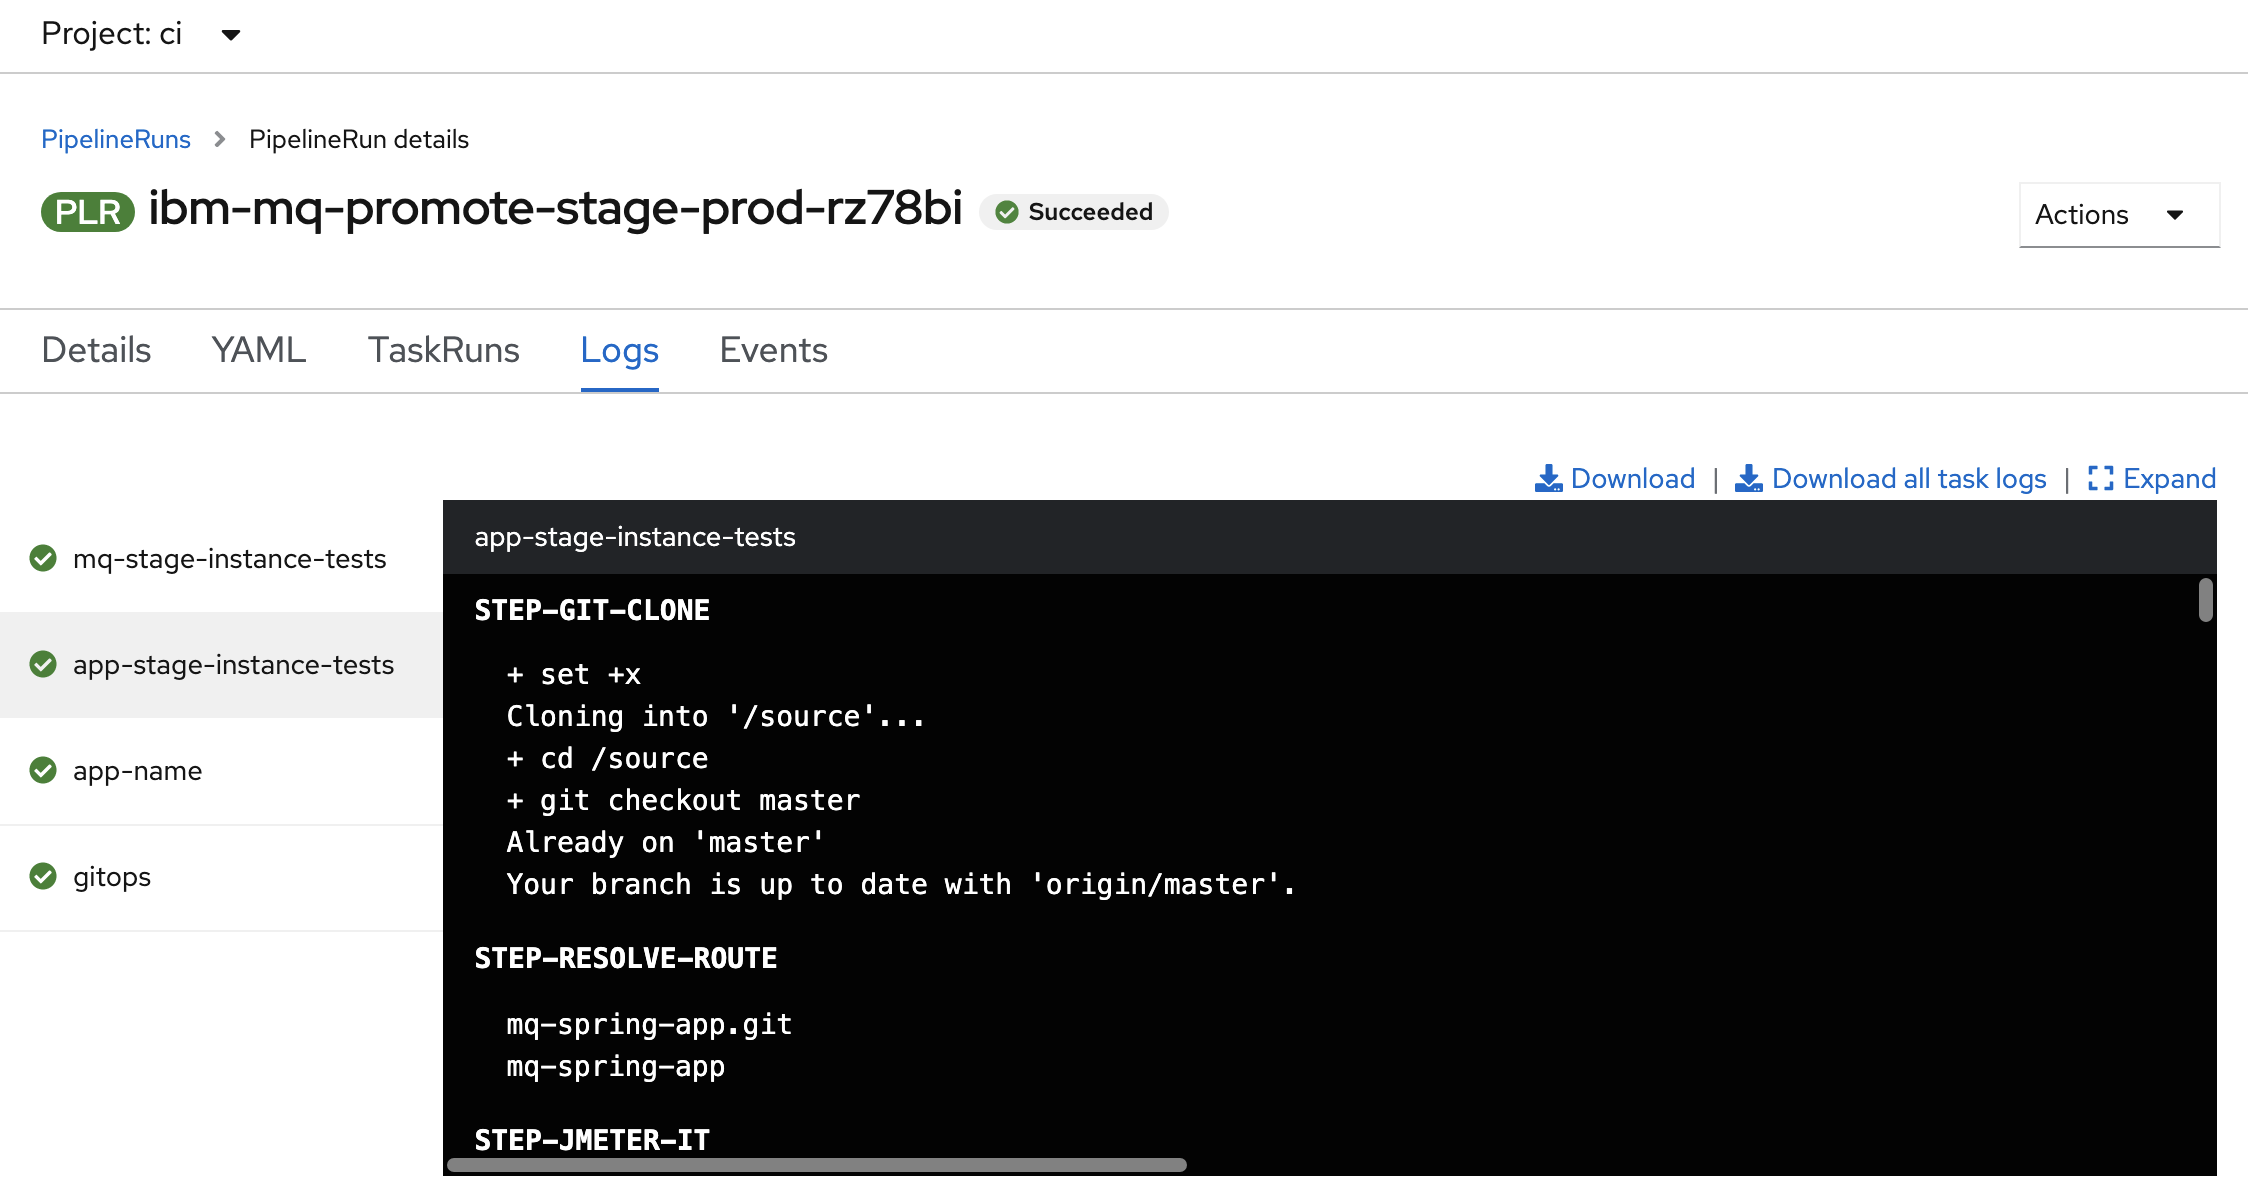 Project: ci
PipelineRuns > PipelineRun details
PLR ibm-mq-promote-stage-prod-rz78bi Succeeded
Actions
Details YAML TaskRuns Logs Events
Download | Download all task logs | Expand
mq-stage-instance-tests
app-stage-instance-tests
app-name
gitops
app-stage-instance-tests
STEP-GIT-CLONE
+ set +x
Cloning into '/source'...
+ cd /source
+ git checkout master
Already on 'master'
Your branch is up to date with 'origin/master'.
STEP-RESOLVE-ROUTE
mq-spring-app.git
mq-spring-app
STEP-JMETER-IT